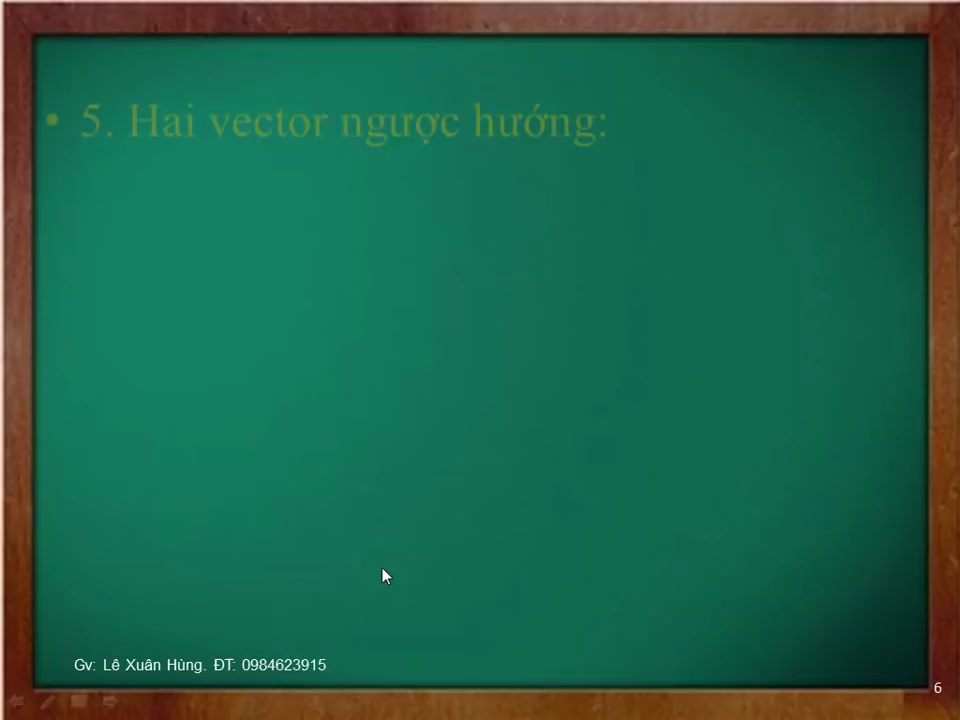 • 5. Hai vector ngược hướng:
Gv: Lê Xuân Hùng. ĐT: 0984623915
6